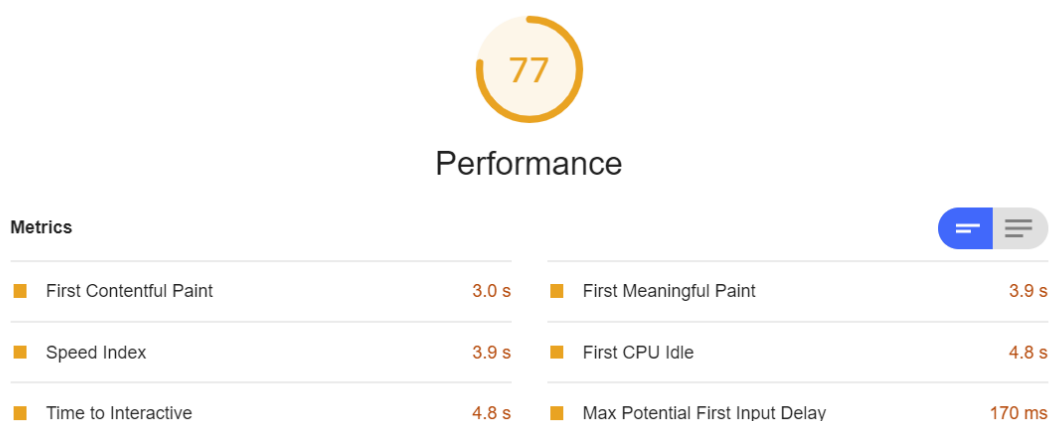 77
Performance
Metrics
First Contentful Paint 3.0 s
First Meaningful Paint 3.9 s
Speed Index 3.9 s
First CPU Idle 4.8 s
Time to Interactive 4.8 s
Max Potential First Input Delay 170 ms